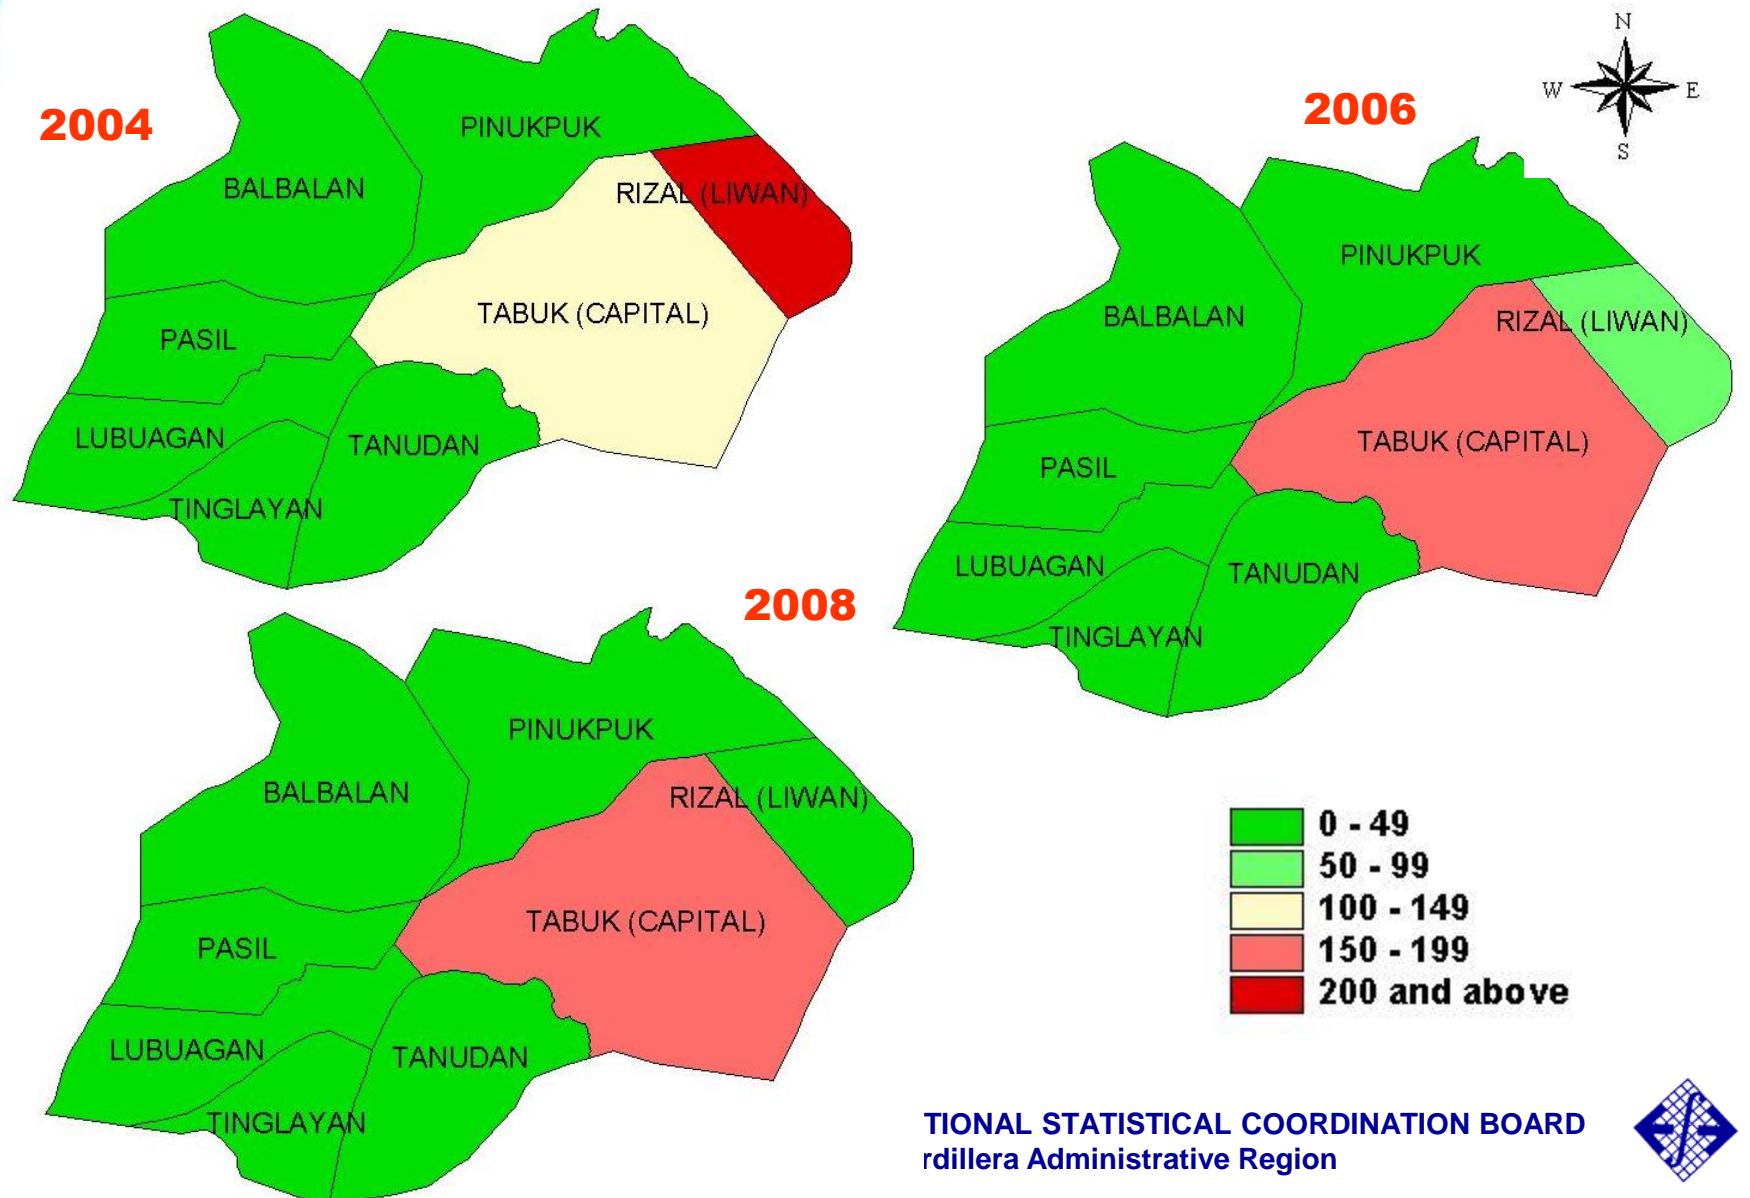 2004
PINUKPUK
BALBALAN
RIZAL (LIWAN)
TABUK (CAPITAL)
PASIL
LUBUAGAN
TANUDAN
TINGLAYAN
2006
N
W
E
S
PINUKPUK
BALBALAN
RIZAL (LIWAN)
TABUK (CAPITAL)
PASIL
LUBUAGAN
TANUDAN
TINGLAYAN
2008
PINUKPUK
BALBALAN
RIZAL (LIWAN)
TABUK (CAPITAL)
PASIL
LUBUAGAN
TANUDAN
TINGLAYAN
0 - 49
50 - 99
100 - 149
150 - 199
200 and above
TIONAL STATISTICAL COORDINATION BOARD
rdillera Administrative Region